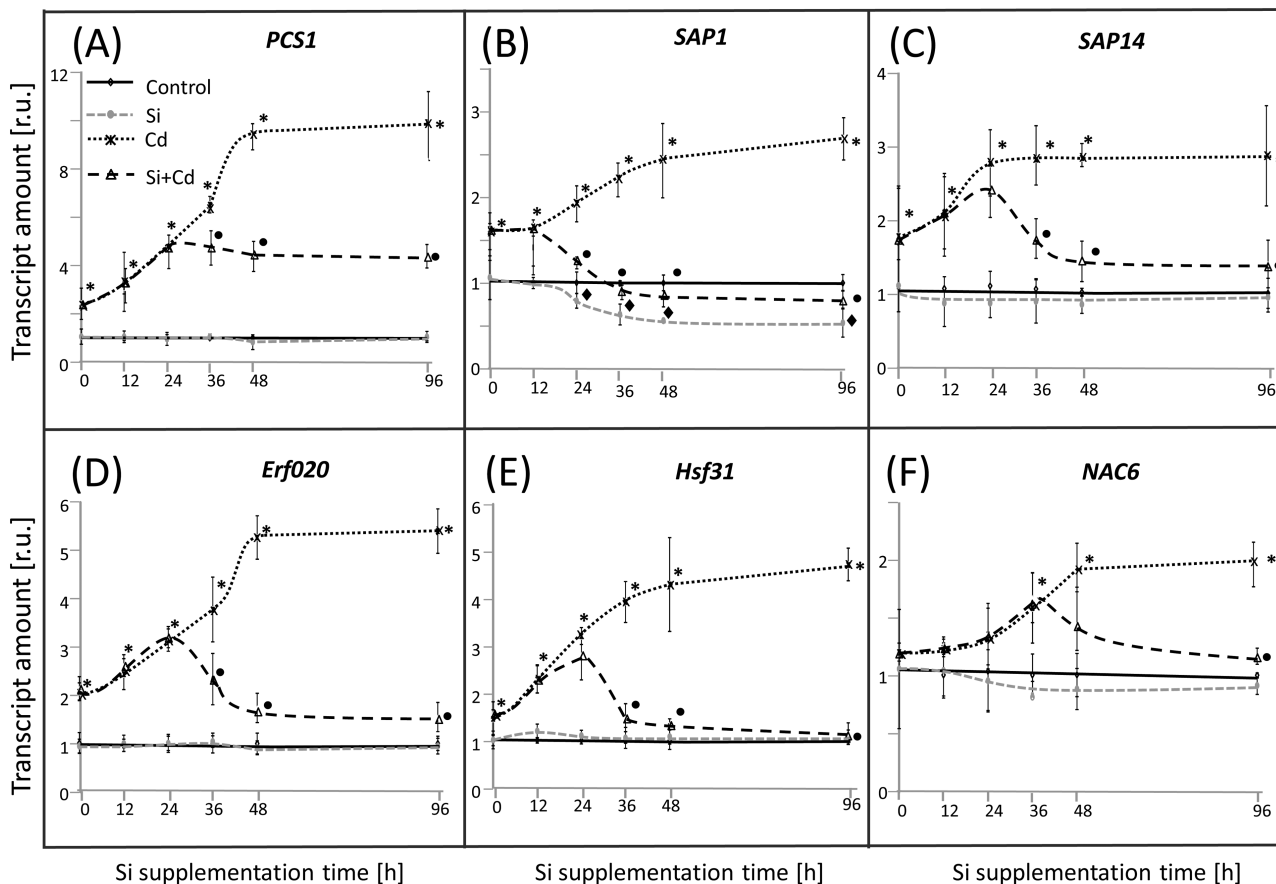 (A) PCS1
Transcript amount [r.u.]
12
8
4
0
Control
Si
Cd
Si+Cd
0 12 24 36 48 96
(B) SAP1
3
2
1
0
0 12 24 36 48 96
(C) SAP14
4
3
2
1
0
0 12 24 36 48 96
(D) Erf020
Transcript amount [r.u.]
6
5
4
3
2
1
0
0 12 24 36 48 96
Si supplementation time [h]
(E) Hsf31
6
5
4
3
2
1
0
0 12 24 36 48 96
Si supplementation time [h]
(F) NAC6
2
1
0
0 12 24 36 48 96
Si supplementation time [h]